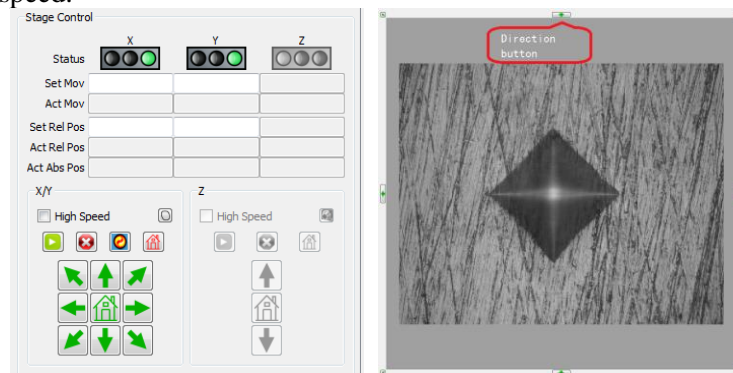 speed.
Stage Control
X Y Z
Status
Set Mov
Act Mov
Set Rel Pos
Act Rel Pos
Act Abs Pos
X/Y Z
High Speed High Speed
Direction
button